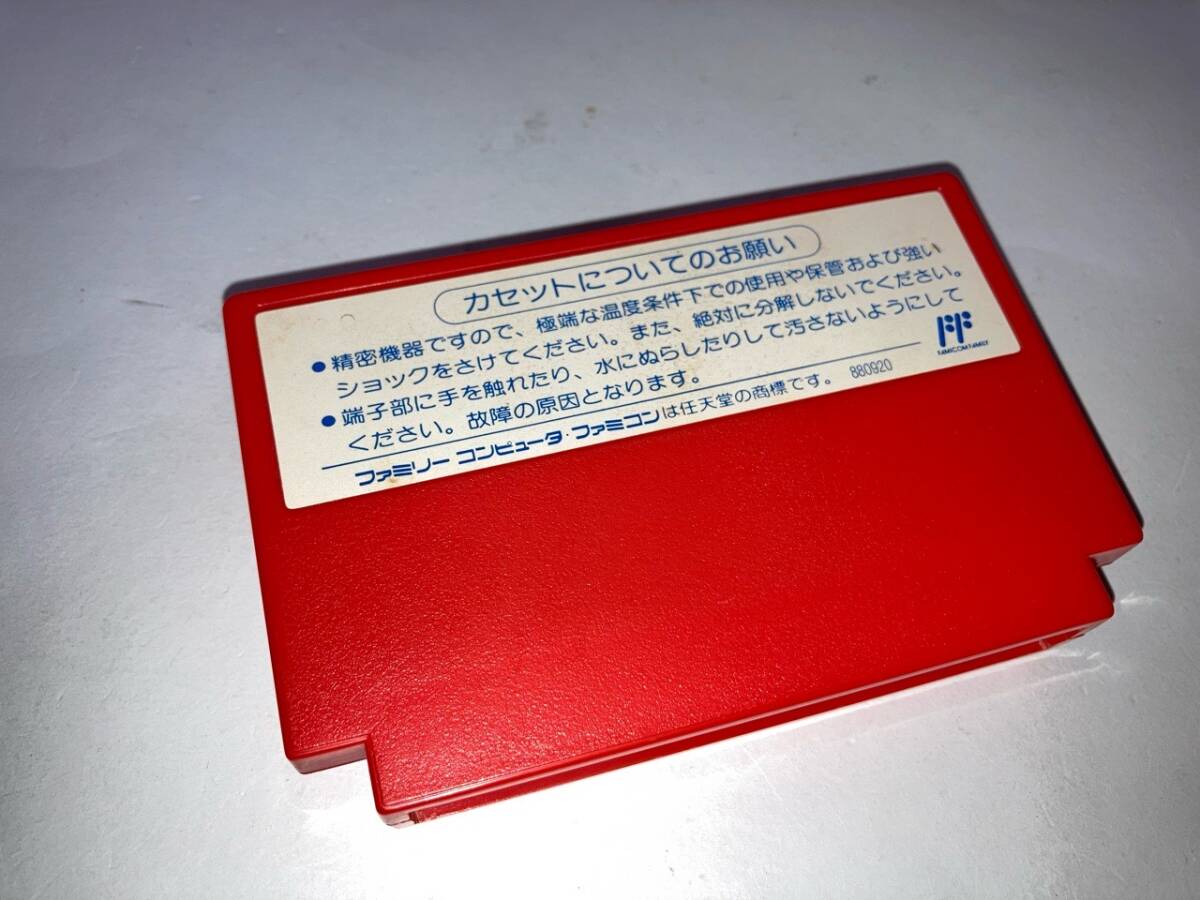 カセットについてのお願い
●精密機器ですので、極端な温度条件下での使用や保管および強い
ショックをさけてください。また、絶対に分解しないでください。
●端子部に手を触れたり、水にぬらしたりして汚さないようにして
ください。故障の原因となります。
FF
FAMICOM FAMILY
ファミリーコンピュータ・ファミコンは任天堂の商標です。 880920